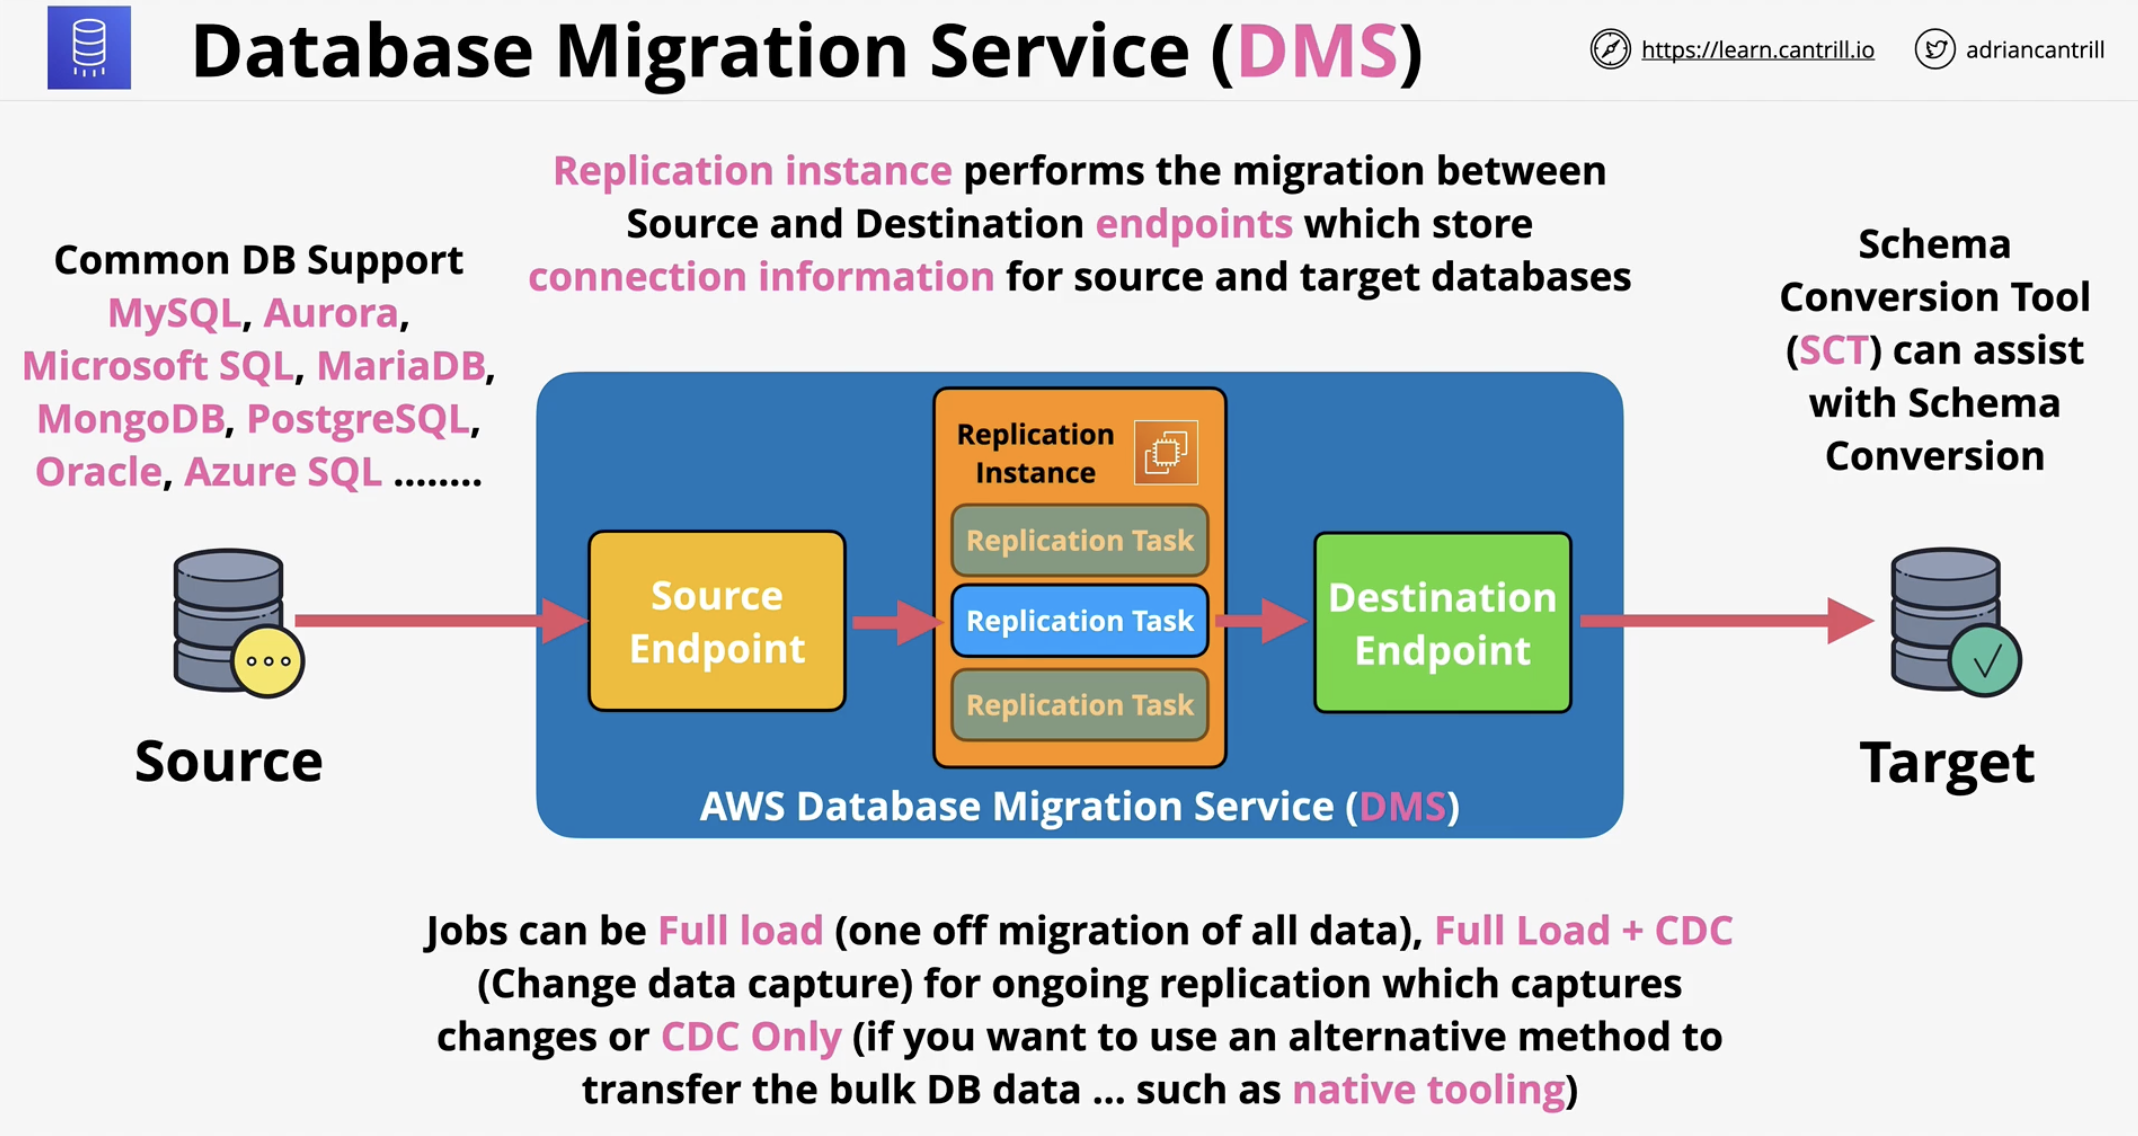 Database Migration Service (DMS)
https://learn.cantrill.io
adriancantrill
Replication instance performs the migration between
Source and Destination endpoints which store
connection information for source and target databases
Common DB Support
MySQL, Aurora,
Microsoft SQL, MariaDB,
MongoDB, PostgreSQL,
Oracle, Azure SQL ........
Schema
Conversion Tool
(SCT) can assist
with Schema
Conversion
Replication
Instance
Replication Task
Replication Task
Replication Task
Source
Endpoint
Destination
Endpoint
Source
Target
AWS Database Migration Service (DMS)
Jobs can be Full load (one off migration of all data), Full Load + CDC
(Change data capture) for ongoing replication which captures
changes or CDC Only (if you want to use an alternative method to
transfer the bulk DB data ... such as native tooling)